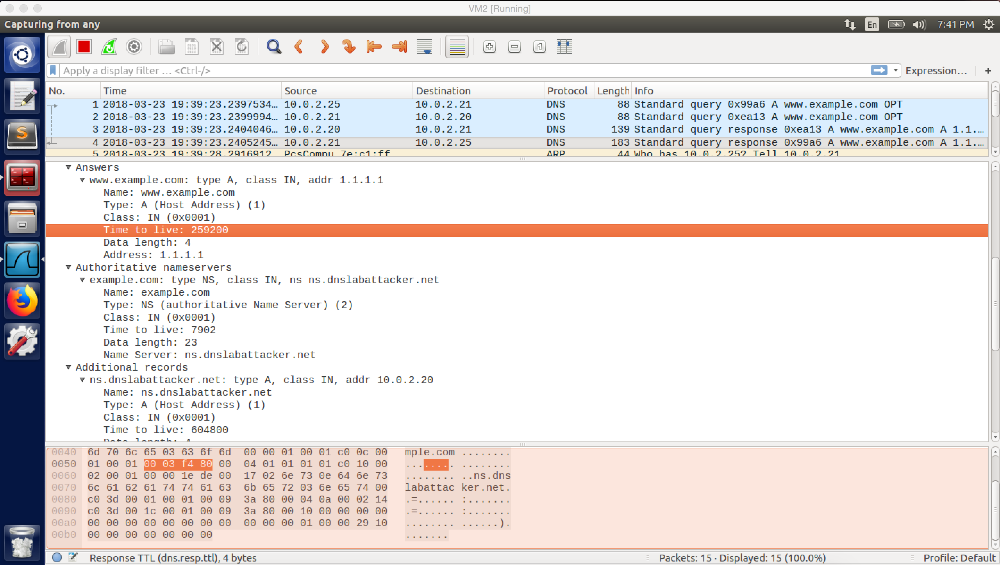 VM2 [Running]
Capturing from any
En
7:41 PM
Apply a display filter … <Ctrl-/>
Expression…
+
No. Time Source Destination Protocol Length Info
1 2018-03-23 19:39:23.2397534… 10.0.2.25 10.0.2.21 DNS 88 Standard query 0x99a6 A www.example.com OPT
2 2018-03-23 19:39:23.2399994… 10.0.2.21 10.0.2.20 DNS 88 Standard query 0xea13 A www.example.com OPT
3 2018-03-23 19:39:23.2404046… 10.0.2.20 10.0.2.21 DNS 139 Standard query response 0xea13 A www.example.com A 1.1.…
4 2018-03-23 19:39:23.2405245… 10.0.2.21 10.0.2.25 DNS 183 Standard query response 0x99a6 A www.example.com A 1.1.…
5 2018-03-23 19:39:28.2916912 PcsCompu_7e:c1:ff ARP 44 Who has 10.0.2.25? Tell 10.0.2.21
Answers
www.example.com: type A, class IN, addr 1.1.1.1
Name: www.example.com
Type: A (Host Address) (1)
Class: IN (0x0001)
Time to live: 259200
Data length: 4
Address: 1.1.1.1
Authoritative nameservers
example.com: type NS, class IN, ns ns.dnslabattacker.net
Name: example.com
Type: NS (authoritative Name Server) (2)
Class: IN (0x0001)
Time to live: 7902
Data length: 23
Name Server: ns.dnslabattacker.net
Additional records
ns.dnslabattacker.net: type A, class IN, addr 10.0.2.20
Name: ns.dnslabattacker.net
Type: A (Host Address) (1)
Class: IN (0x0001)
Time to live: 604800
Data length: 4
0040 6d 70 6c 65 03 63 6f 6d 00 00 01 00 01 c0 0c 00 mple.com ........
0050 01 00 01 00 03 f4 80 00 04 01 01 01 01 c0 10 00 ........ ........
0060 02 00 01 00 00 1e de 00 17 02 6e 73 0e 64 6e 73 ........ ..ns.dns
0070 6c 61 62 61 74 74 61 63 6b 65 72 03 6e 65 74 00 labattac ker.net.
0080 c0 3d 00 01 00 01 00 09 3a 80 00 04 0a 00 02 14 .=...... :.......
0090 c0 3d 00 1c 00 01 00 09 3a 80 00 10 00 00 00 00 .=...... :.......
00a0 00 00 00 00 00 00 00 00 00 00 00 01 00 00 29 10 ........ ......).
00b0 00 00 00 00 00 00 00 .......
Response TTL (dns.resp.ttl), 4 bytes
Packets: 15 · Displayed: 15 (100.0%)
Profile: Default